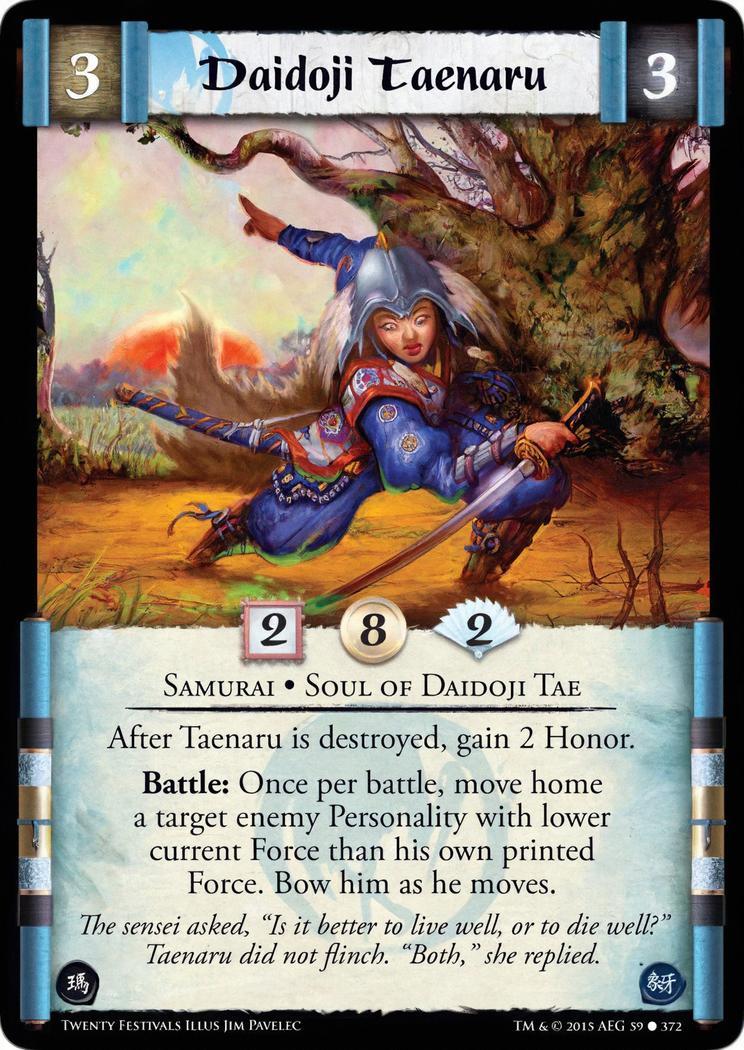 3
Daidoji Taenaru
3
2
8
2
Samurai • Soul of Daidoji Tae
After Taenaru is destroyed, gain 2 Honor.
Battle: Once per battle, move home
a target enemy Personality with lower
current Force than his own printed
Force. Bow him as he moves.
The sensei asked, “Is it better to live well, or to die well?”
Taenaru did not flinch. “Both,” she replied.
Twenty Festivals Illus Jim Pavelec
TM & © 2015 AEG S9 ● 372